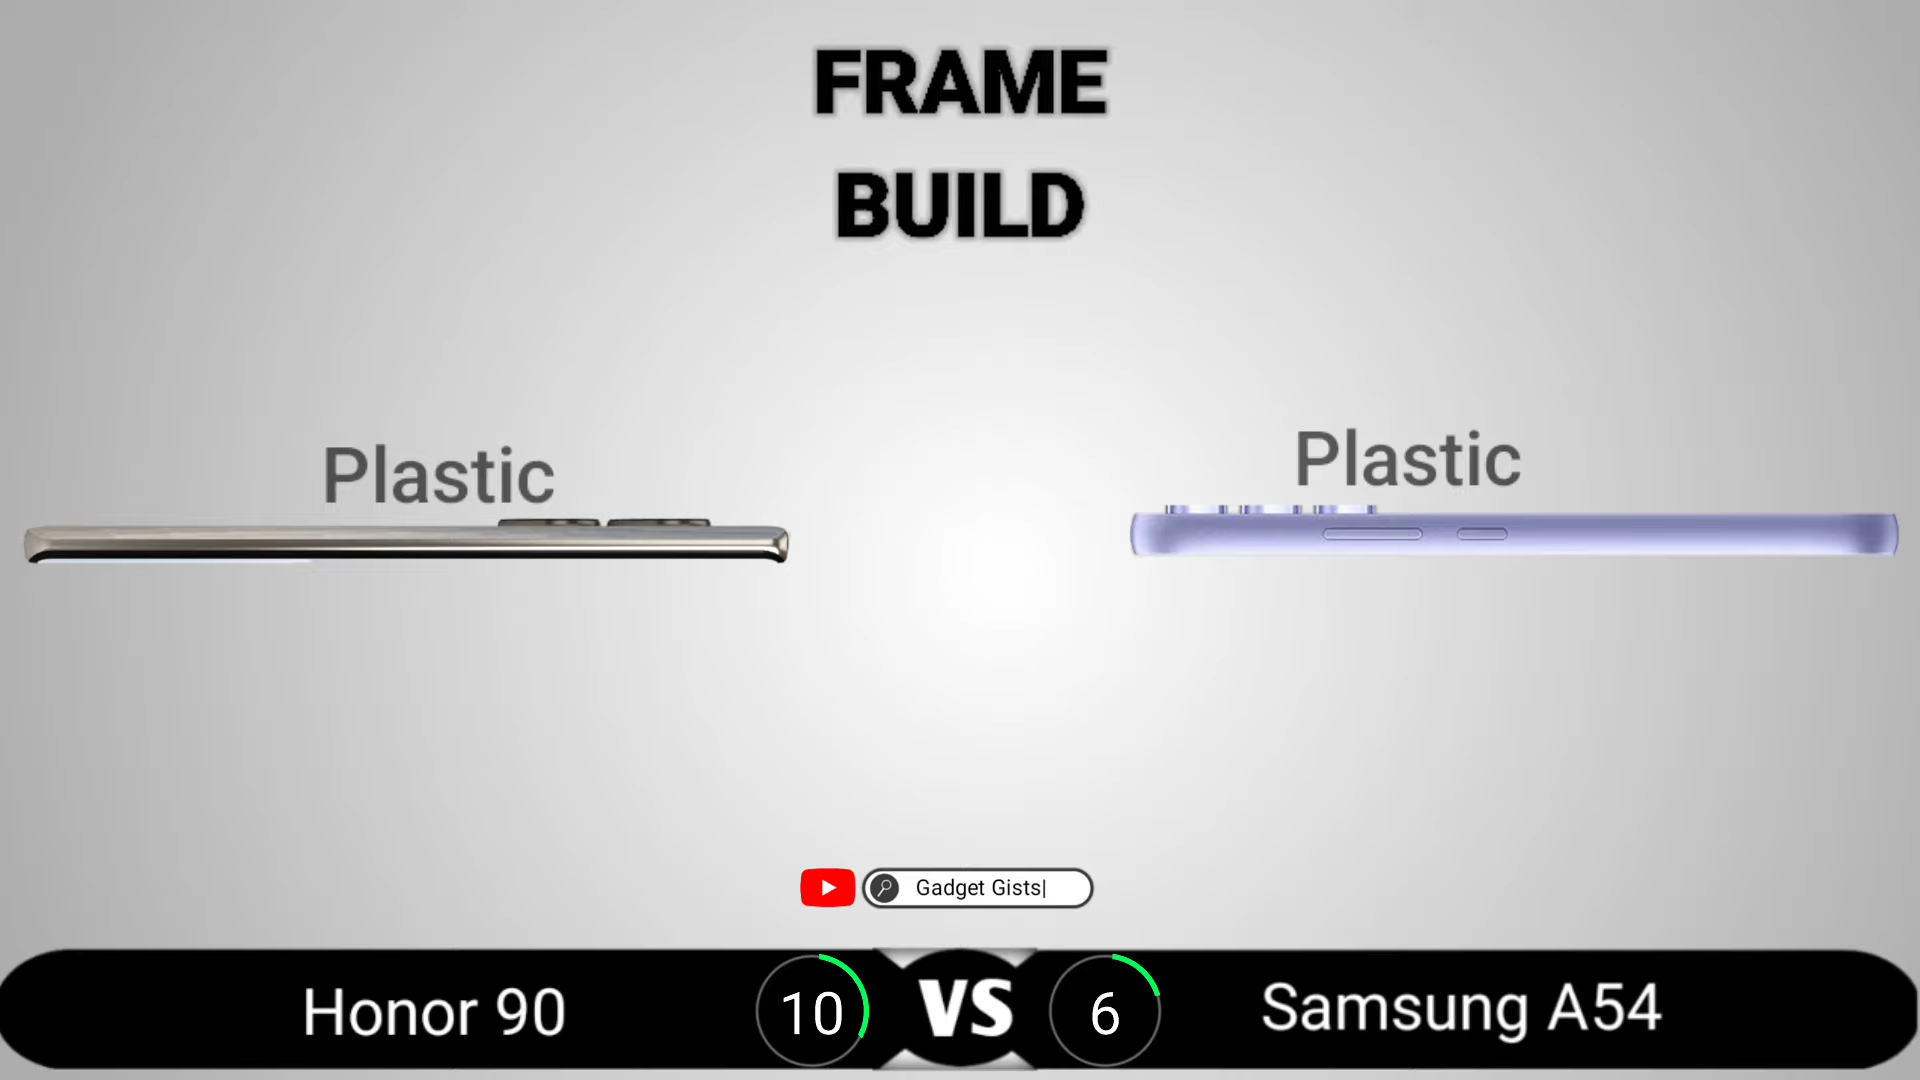 FRAME
BUILD
Plastic
Plastic
Gadget Gists|
Honor 90
10
VS
6
Samsung A54